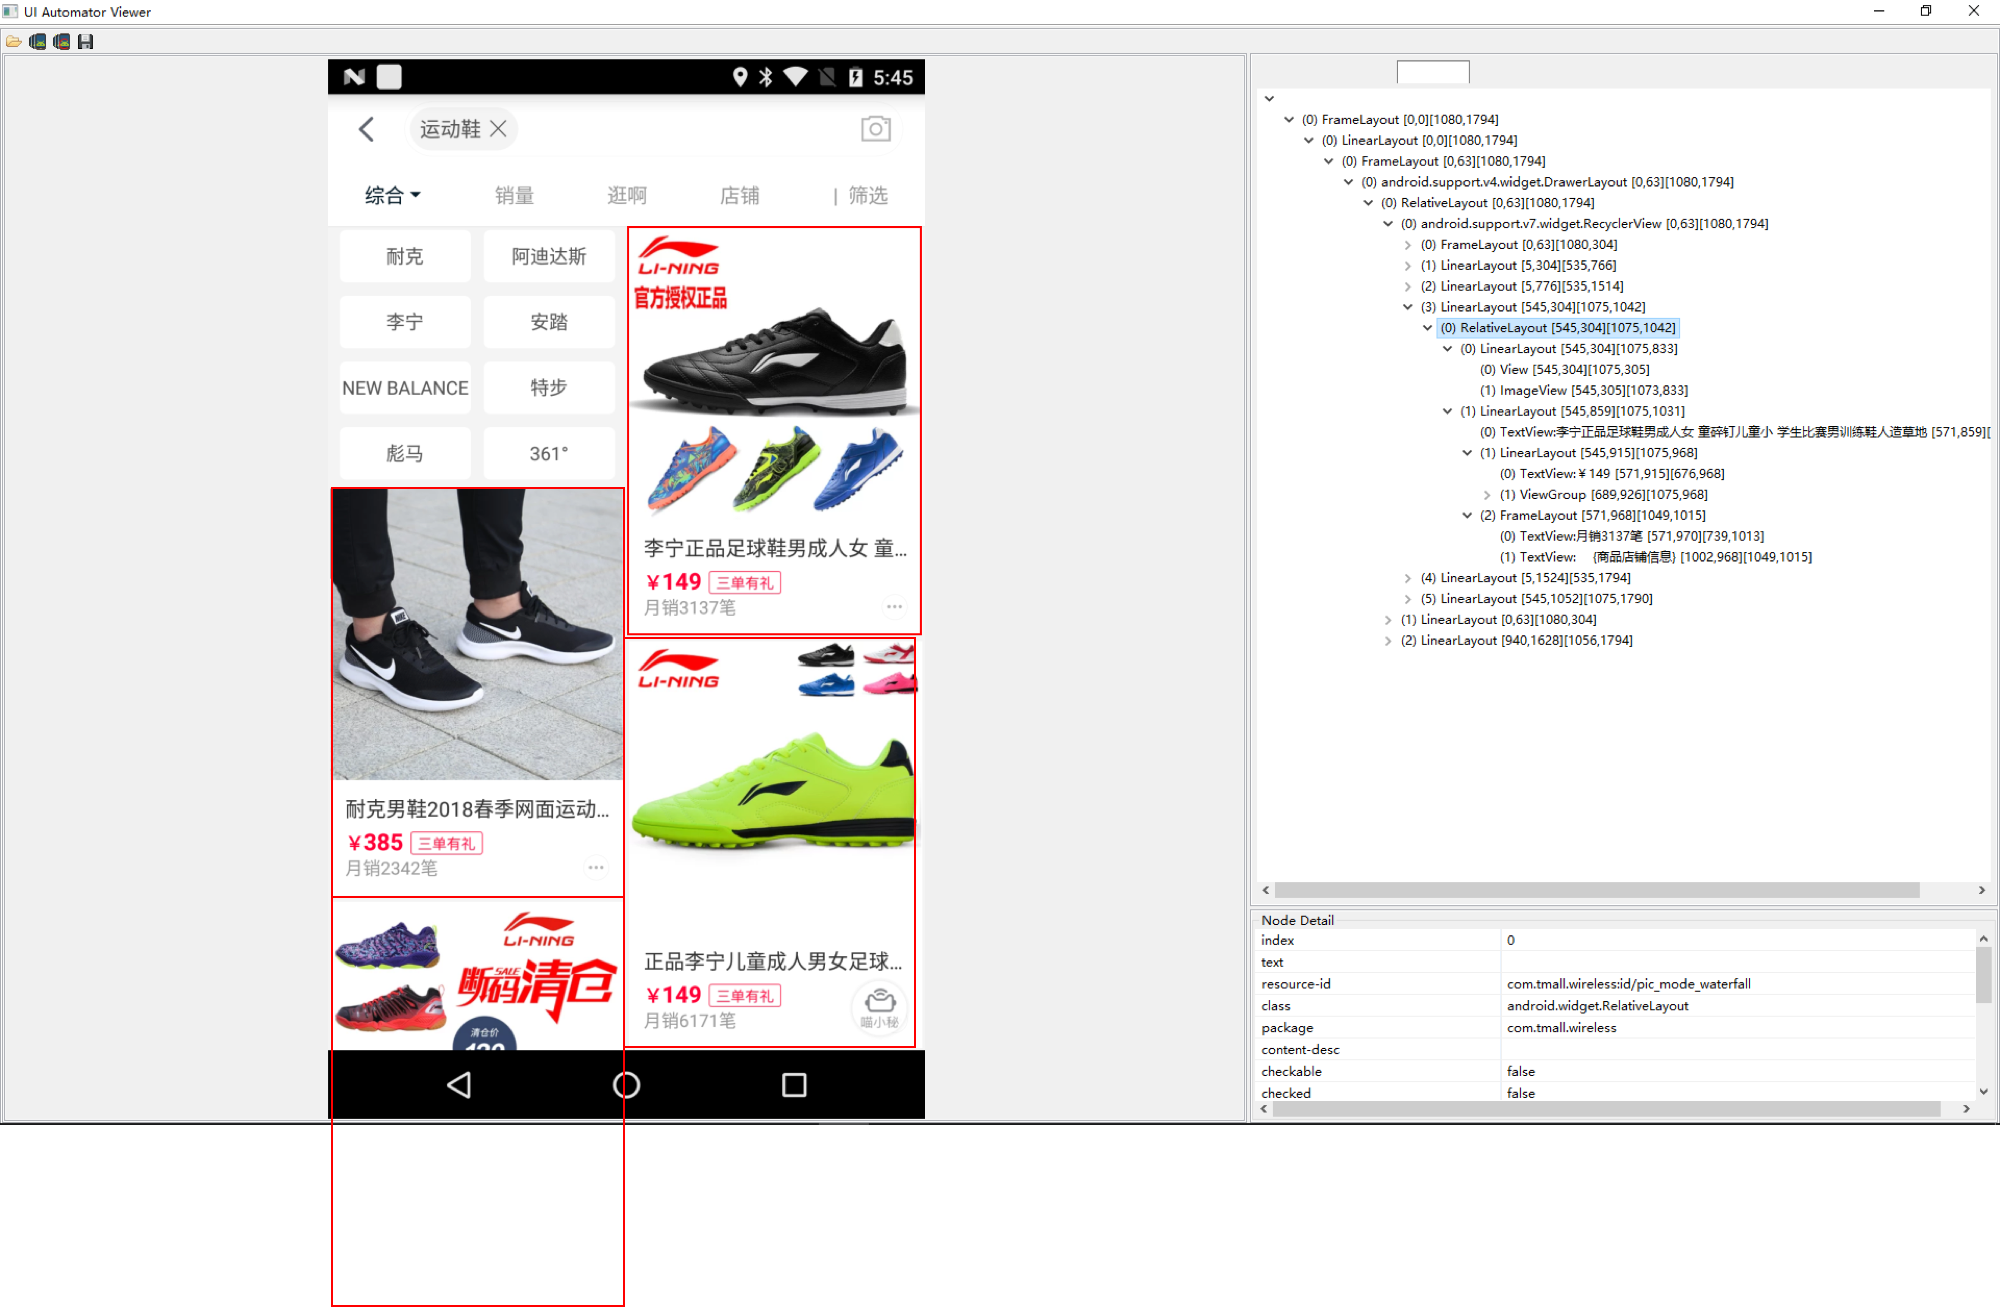 UI Automator Viewer
5:45
运动鞋
综合
销量
逛啊
店铺
筛选
耐克
阿迪达斯
李宁
安踏
NEW BALANCE
特步
彪马
361°
LI-NING
官方授权正品
李宁正品足球鞋男成人女 童...
¥149 三单有礼
月销3137笔
NIKE
耐克男鞋2018春季网面运动...
¥385 三单有礼
月销2342笔
LI-NING
正品李宁儿童成人男女足球...
¥149 三单有礼
月销6171笔
喵小秘
LI-NING
SALE
断码清仓
清仓价
(0) FrameLayout [0,0][1080,1794]
(0) LinearLayout [0,0][1080,1794]
(0) FrameLayout [0,63][1080,1794]
(0) android.support.v4.widget.DrawerLayout [0,63][1080,1794]
(0) RelativeLayout [0,63][1080,1794]
(0) android.support.v7.widget.RecyclerView [0,63][1080,1794]
(0) FrameLayout [0,63][1080,304]
(1) LinearLayout [5,304][535,766]
(2) LinearLayout [5,776][535,1514]
(3) LinearLayout [545,304][1075,1042]
(0) RelativeLayout [545,304][1075,1042]
(0) LinearLayout [545,304][1075,833]
(0) View [545,304][1075,305]
(1) ImageView [545,305][1073,833]
(1) LinearLayout [545,859][1075,1031]
(0) TextView:李宁正品足球鞋男成人女 童碎钉儿童小 学生比赛男训练鞋人造草地 [571,859][
(1) LinearLayout [545,915][1075,968]
(0) TextView:¥149 [571,915][676,968]
(1) ViewGroup [689,926][1075,968]
(2) FrameLayout [571,968][1049,1015]
(0) TextView:月销3137笔 [571,970][739,1013]
(1) TextView: {商品店铺信息} [1002,968][1049,1015]
(4) LinearLayout [5,1524][535,1794]
(5) LinearLayout [545,1052][1075,1790]
(1) LinearLayout [0,63][1080,304]
(2) LinearLayout [940,1628][1056,1794]
Node Detail
index 0
text
resource-id com.tmall.wireless:id/pic_mode_waterfall
class android.widget.RelativeLayout
package com.tmall.wireless
content-desc
checkable false
checked false